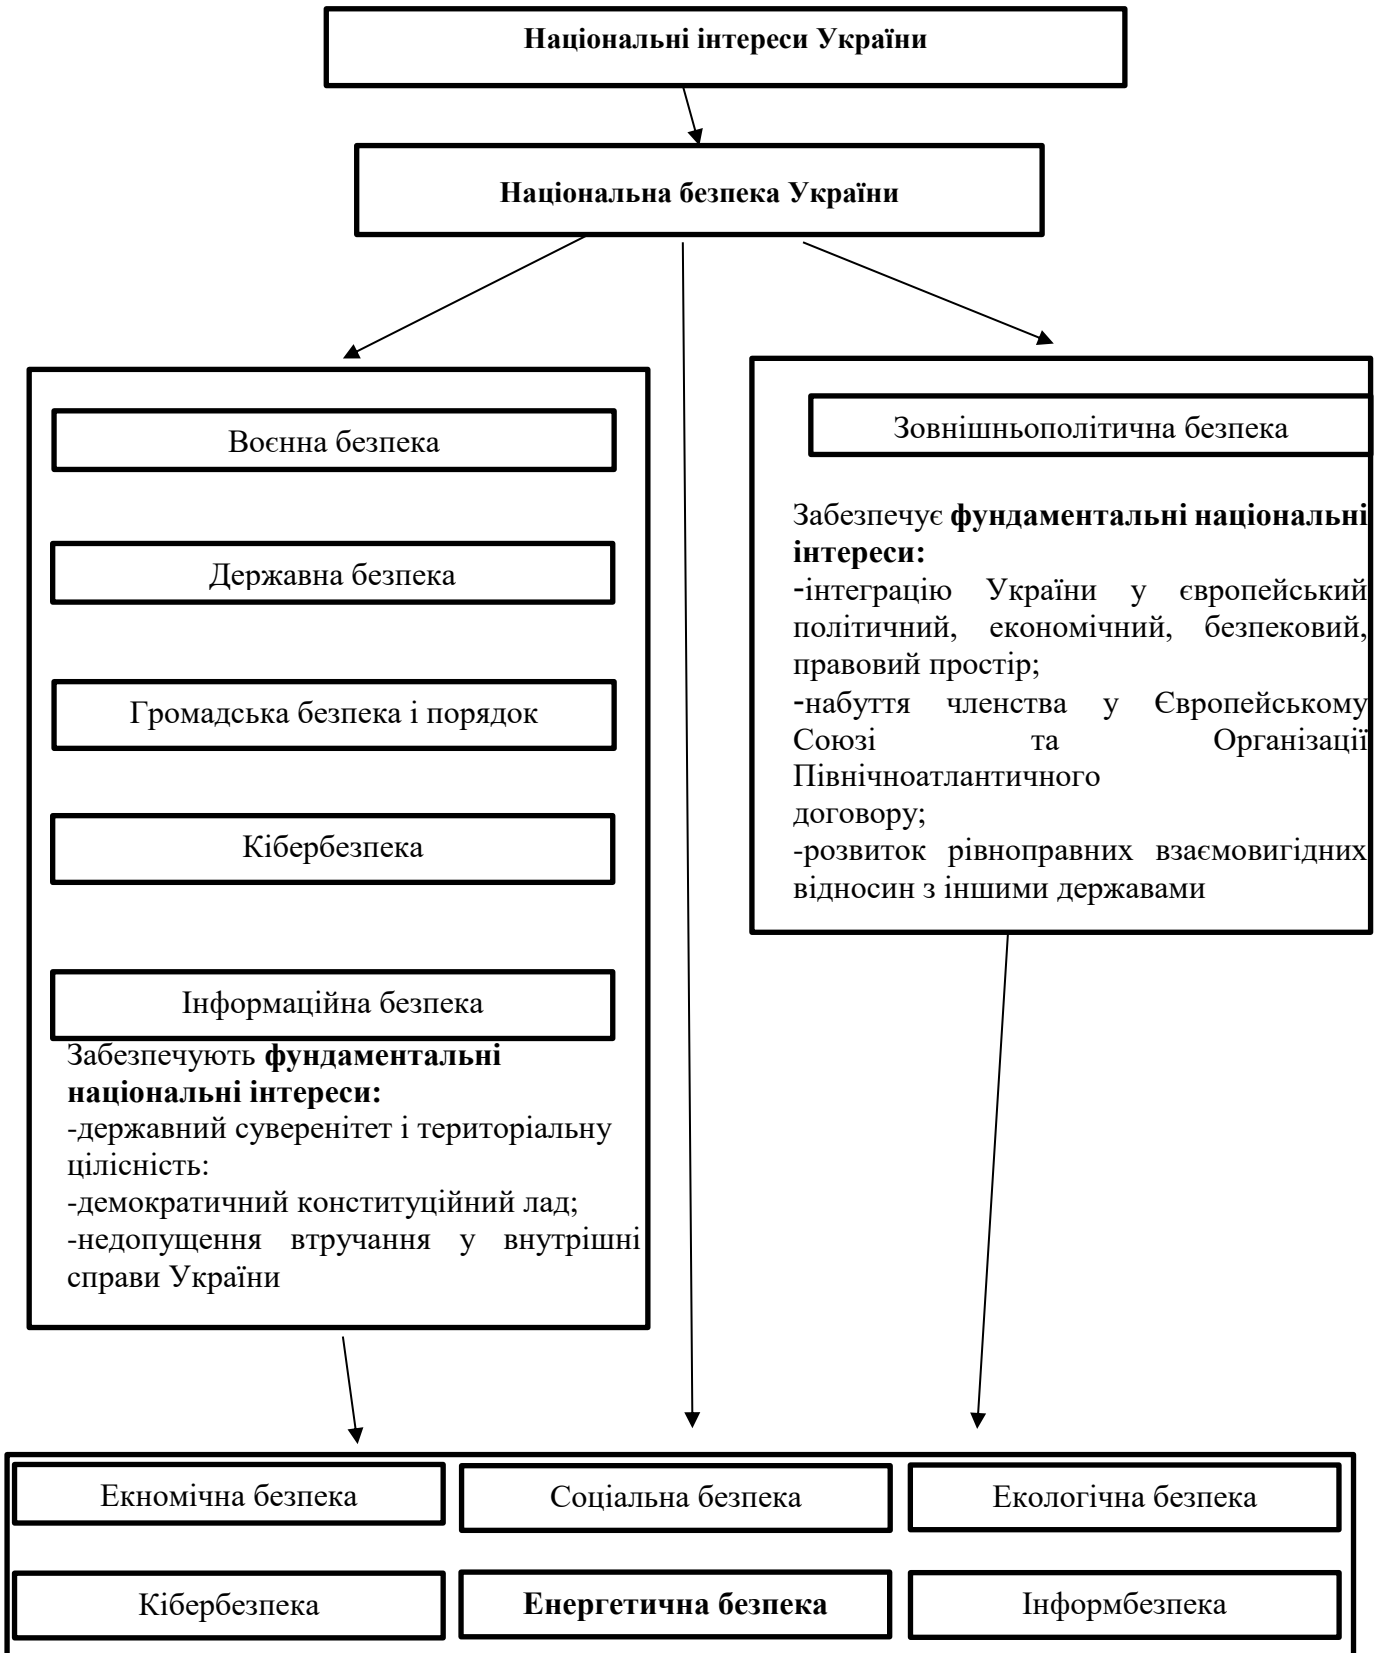 Національні інтереси України
Національна безпека України
Воєнна безпека
Державна безпека
Громадська безпека і порядок
Кібербезпека
Інформаційна безпека
Забезпечують фундаментальні
національні інтереси:
-державний суверенітет і територіальну
цілісність:
-демократичний конституційний лад;
-недопущення втручання у внутрішні
справи України
Зовнішньополітична безпека
Забезпечує фундаментальні національні
інтереси:
-інтеграцію України у європейський
політичний, економічний, безпековий,
правовий простір;
-набуття членства у Європейському
Союзі та Організації
Північноатлантичного
договору;
-розвиток рівноправних взаємовигідних
відносин з іншими державами
Екномічна безпека
Соціальна безпека
Екологічна безпека
Кібербезпека
Енергетична безпека
Інформбезпека